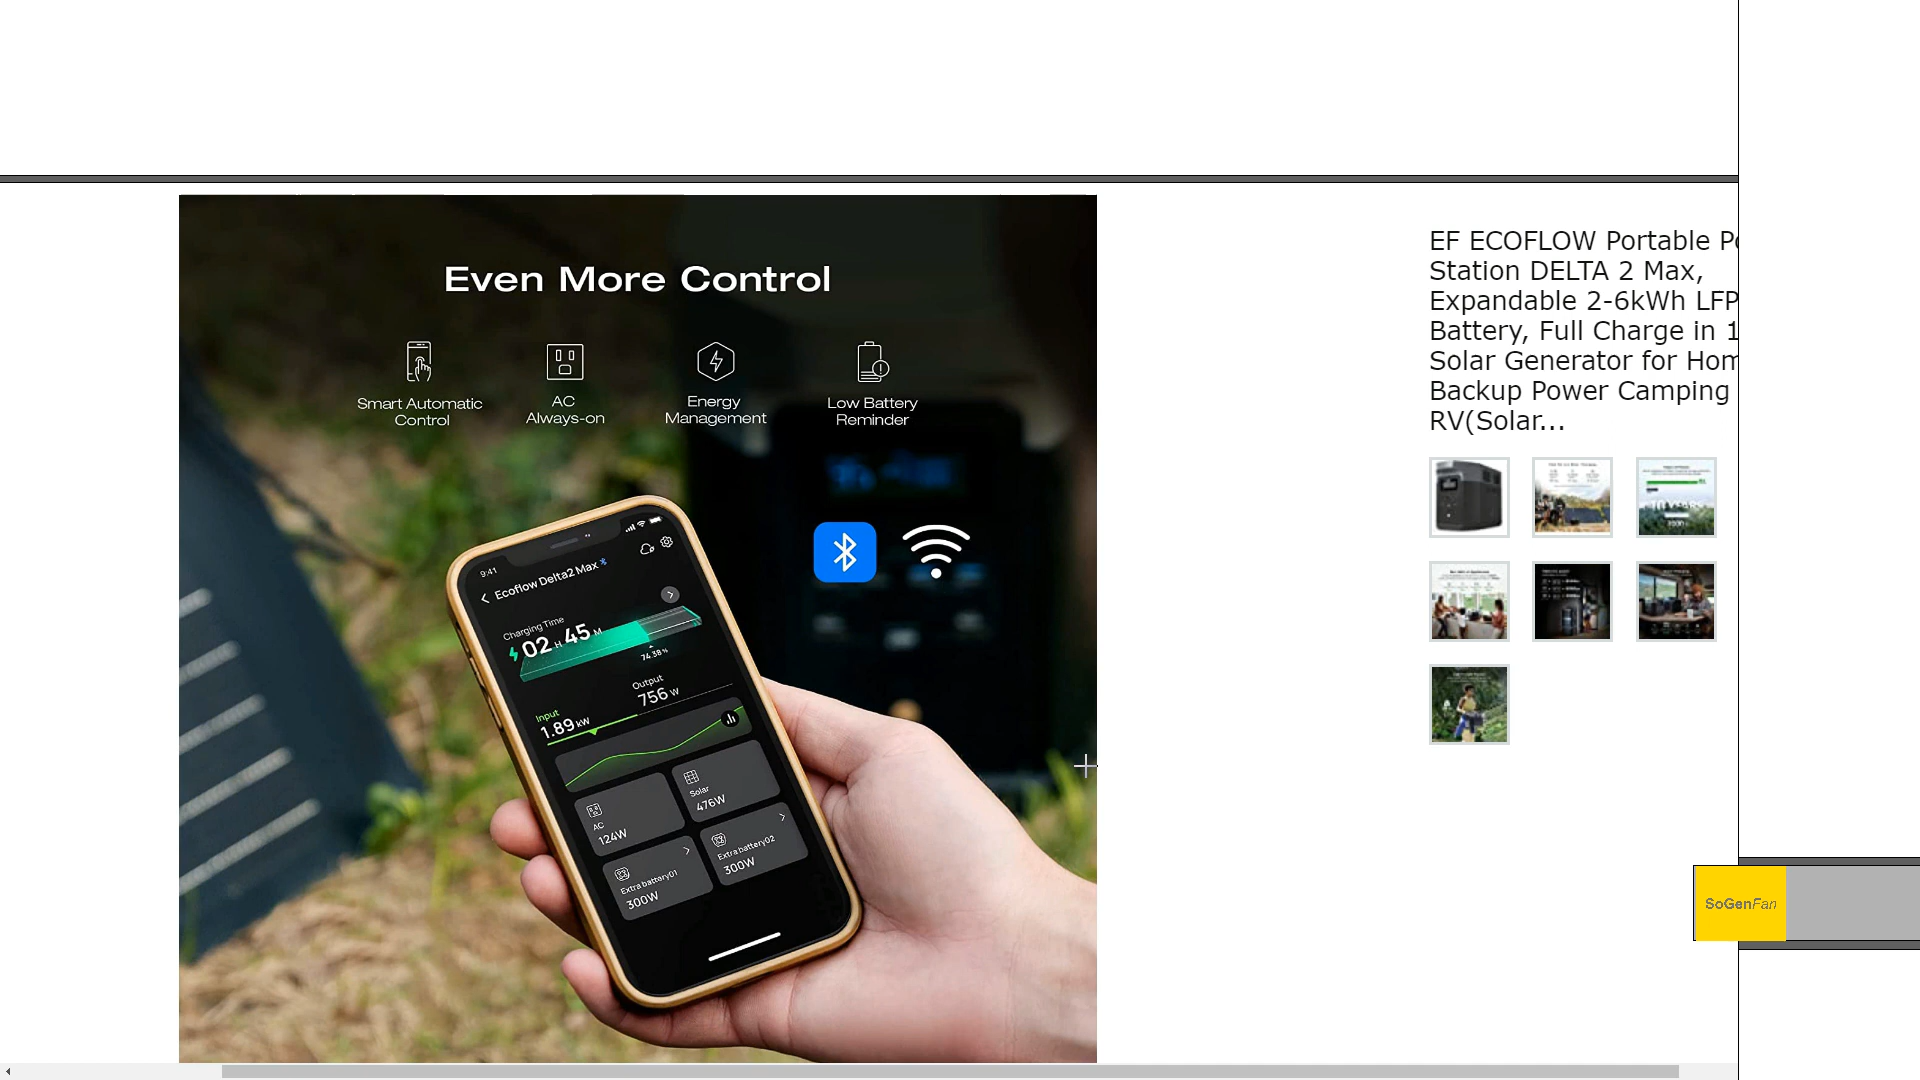 Even More Control
Smart Automatic
Control
AC
Always-on
Energy
Management
Low Battery
Reminder
9:41
Ecoflow Delta2 Max
Charging Time
02 H 45 M
74.38 %
Output
756 W
Input
1.89 kW
AC
124W
Solar
476W
Extra battery01
300W
Extra battery02
300W
EF ECOFLOW Portable Po
Station DELTA 2 Max,
Expandable 2-6kWh LFP
Battery, Full Charge in 1
Solar Generator for Hom
Backup Power Camping
RV(Solar...
SoGenFan